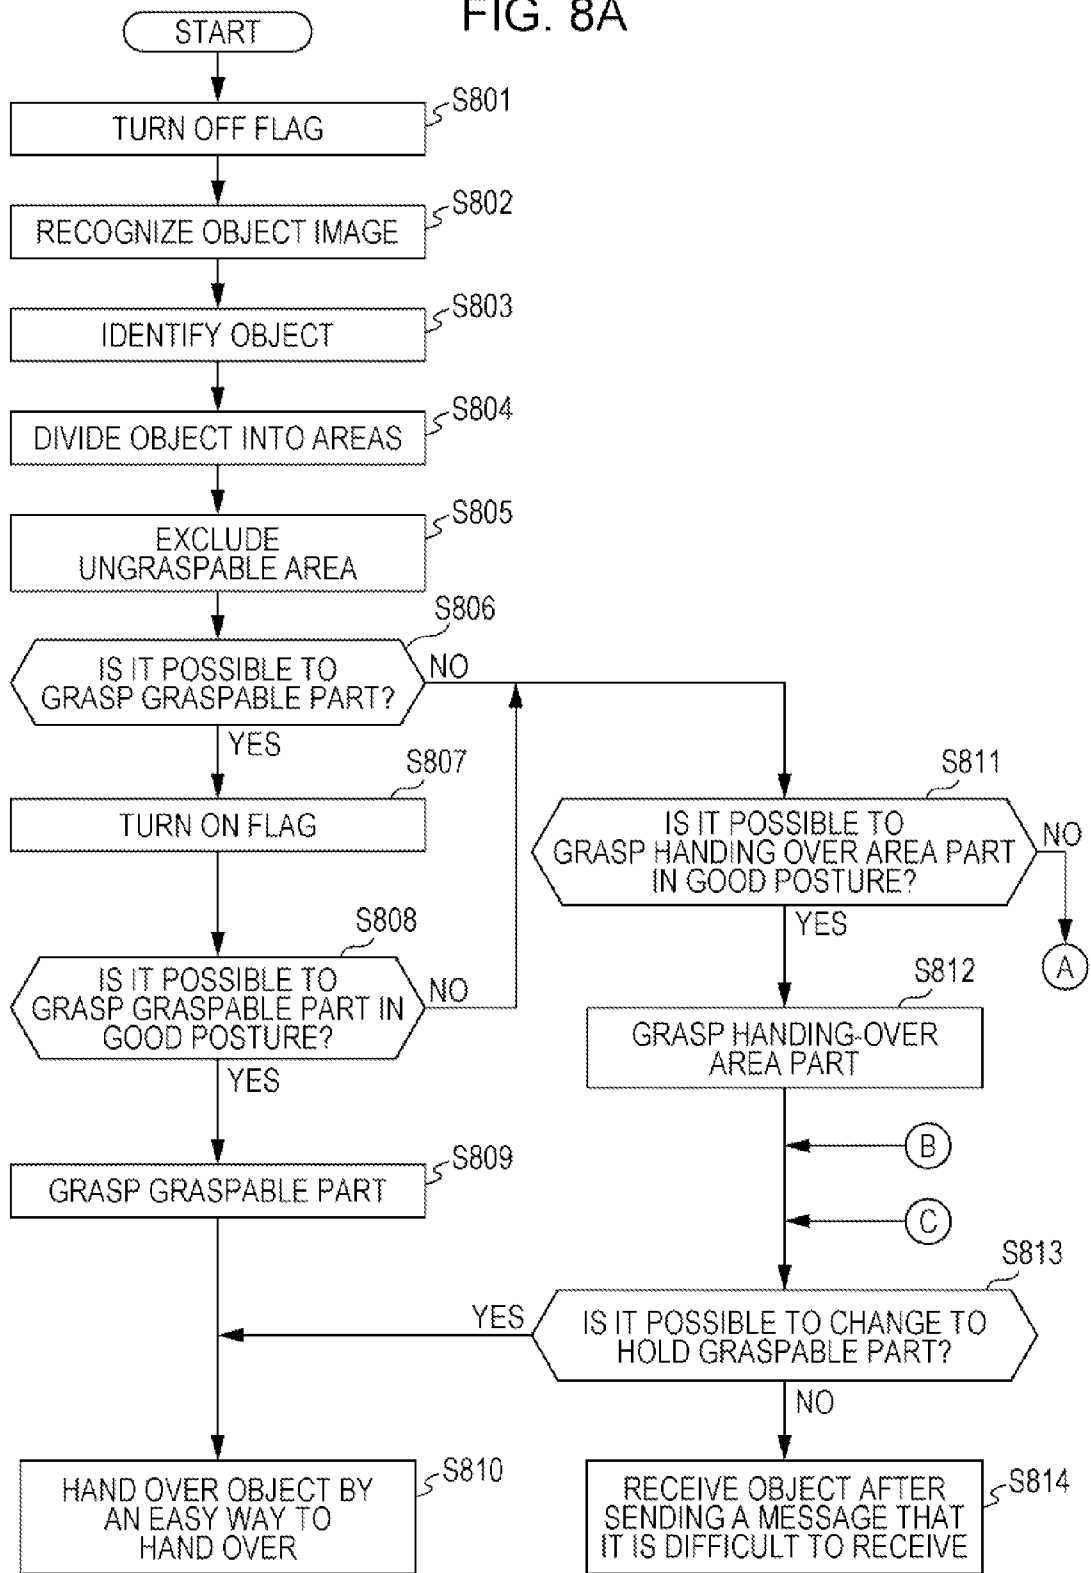 FIG. 8A
START
S801
TURN OFF FLAG
S802
RECOGNIZE OBJECT IMAGE
S803
IDENTIFY OBJECT
S804
DIVIDE OBJECT INTO AREAS
S805
EXCLUDE
UNGRASPABLE AREA
S806
IS IT POSSIBLE TO
GRASP GRASPABLE PART?
NO
YES
S807
TURN ON FLAG
S808
IS IT POSSIBLE TO
GRASP GRASPABLE PART IN
GOOD POSTURE?
NO
YES
S809
GRASP GRASPABLE PART
S810
HAND OVER OBJECT BY
AN EASY WAY TO
HAND OVER
S811
IS IT POSSIBLE TO
GRASP HANDING OVER AREA PART
IN GOOD POSTURE?
NO
A
YES
S812
GRASP HANDING-OVER
AREA PART
B
C
S813
IS IT POSSIBLE TO CHANGE TO
HOLD GRASPABLE PART?
YES
NO
S814
RECEIVE OBJECT AFTER
SENDING A MESSAGE THAT
IT IS DIFFICULT TO RECEIVE